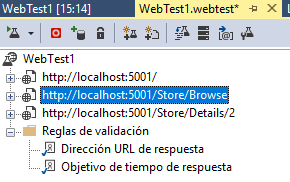 WebTest1 [15:14]
WebTest1.webtest*
WebTest1
http://localhost:5001/
http://localhost:5001/Store/Browse
http://localhost:5001/Store/Details/2
Reglas de validación
Dirección URL de respuesta
Objetivo de tiempo de respuesta